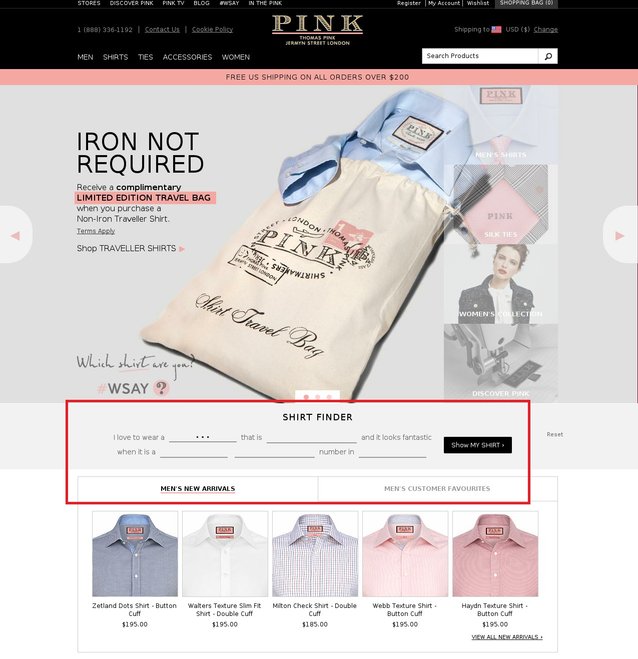 STORES DISCOVER PINK PINK TV BLOG #WSAY IN THE PINK
Register | My Account | Wishlist SHOPPING BAG (0)
1 (888) 336-1192 | Contact Us | Cookie Policy
PINK
THOMAS PINK
JERMYN STREET LONDON
Shipping to USD ($) Change
MEN SHIRTS TIES ACCESSORIES WOMEN
Search Products
FREE US SHIPPING ON ALL ORDERS OVER $200
IRON NOT
REQUIRED
Receive a complimentary
LIMITED EDITION TRAVEL BAG
when you purchase a
Non-Iron Traveller Shirt.
Terms Apply
Shop TRAVELLER SHIRTS
PINK
Shirt Travel Bag
PINK
MEN'S SHIRTS
PINK
SILK TIES
WOMEN'S COLLECTION
DISCOVER PINK
Which shirt are you?
#WSAY ?
SHIRT FINDER
I love to wear a ... that is and it looks fantastic
when it is a number in
Show MY SHIRT ›
Reset
MEN'S NEW ARRIVALS
MEN'S CUSTOMER FAVOURITES
PINK PINK PINK PINK PINK
Zetland Dots Shirt - Button
Cuff
$195.00
Walters Texture Slim Fit
Shirt - Double Cuff
$195.00
Milton Check Shirt - Double
Cuff
$185.00
Webb Texture Shirt -
Button Cuff
$195.00
Haydn Texture Shirt -
Button Cuff
$195.00
VIEW ALL NEW ARRIVALS ›